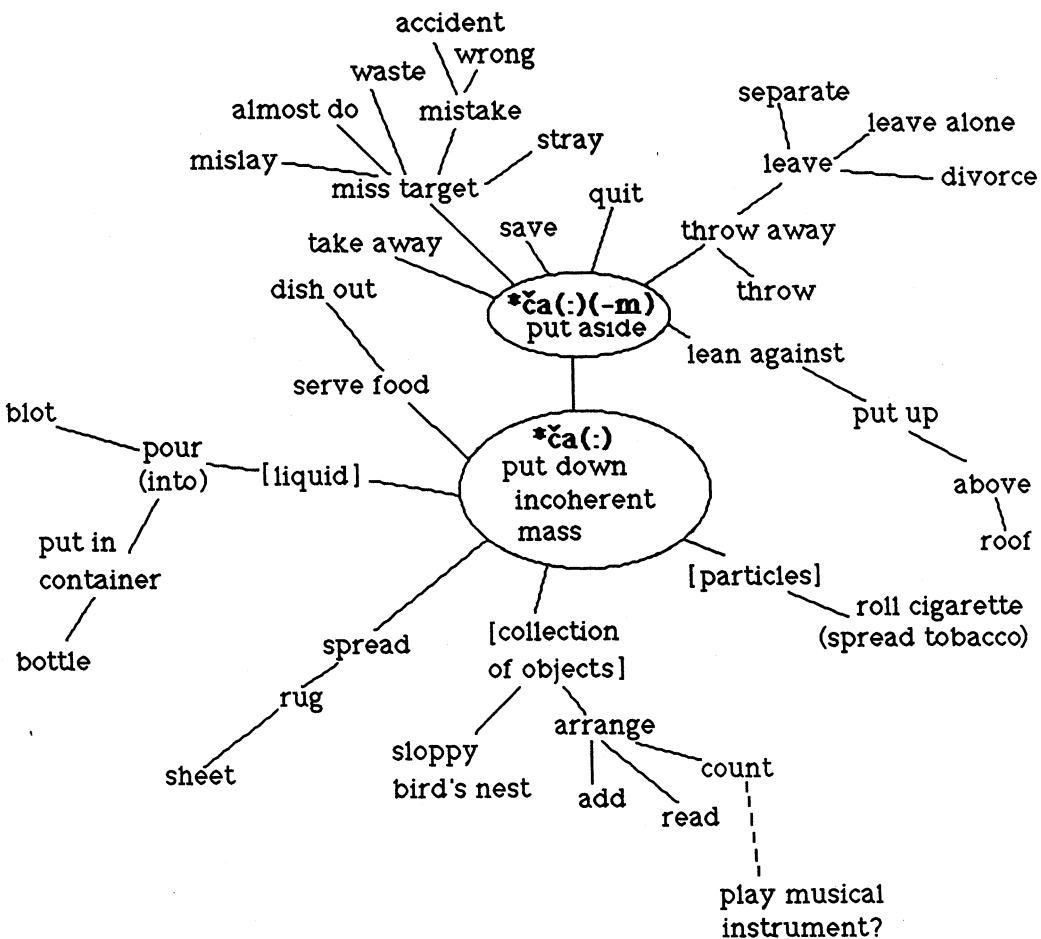 accident
wrong
waste
almost do
mistake
mislay
miss target
stray
separate
leave alone
leave
divorce
quit
save
throw away
throw
take away
dish out
*ča(:)(-m)
put aside
lean against
serve food
put up
above
roof
blot
pour
(into)
[liquid]
put in
container
bottle
*ča(:)
put down
incoherent
mass
[particles]
roll cigarette
(spread tobacco)
spread
rug
sheet
[collection
of objects]
sloppy
bird's nest
arrange
add
read
count
play musical
instrument?